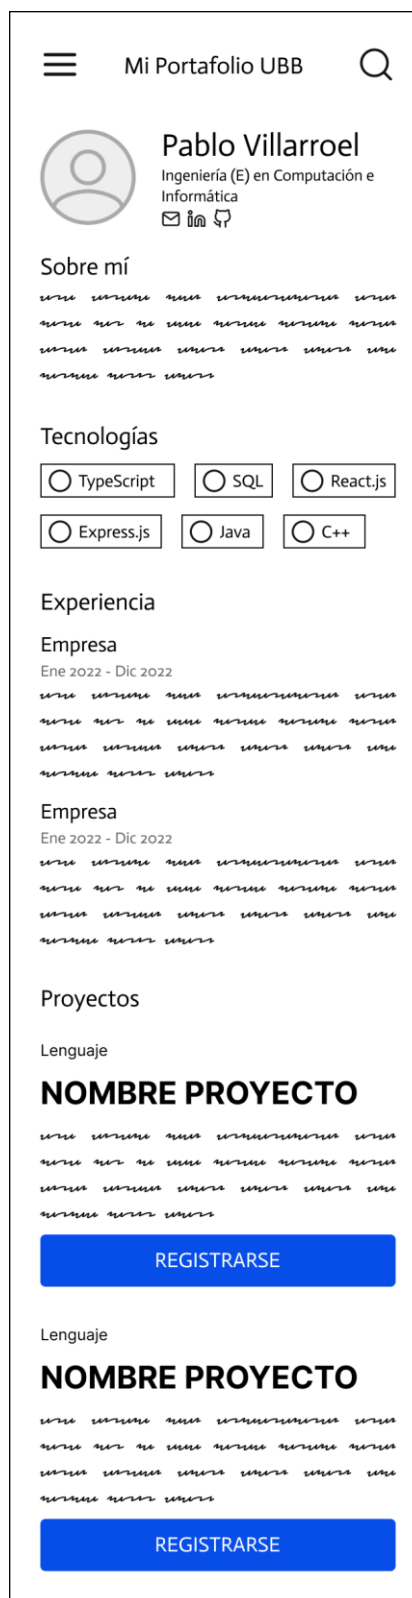 Mi Portafolio UBB
Pablo Villarroel
Ingeniería (E) en Computación e
Informática
Sobre mí
Tecnologías
TypeScript
SQL
React.js
Express.js
Java
C++
Experiencia
Empresa
Ene 2022 - Dic 2022
Empresa
Ene 2022 - Dic 2022
Proyectos
Lenguaje
NOMBRE PROYECTO
REGISTRARSE
Lenguaje
NOMBRE PROYECTO
REGISTRARSE